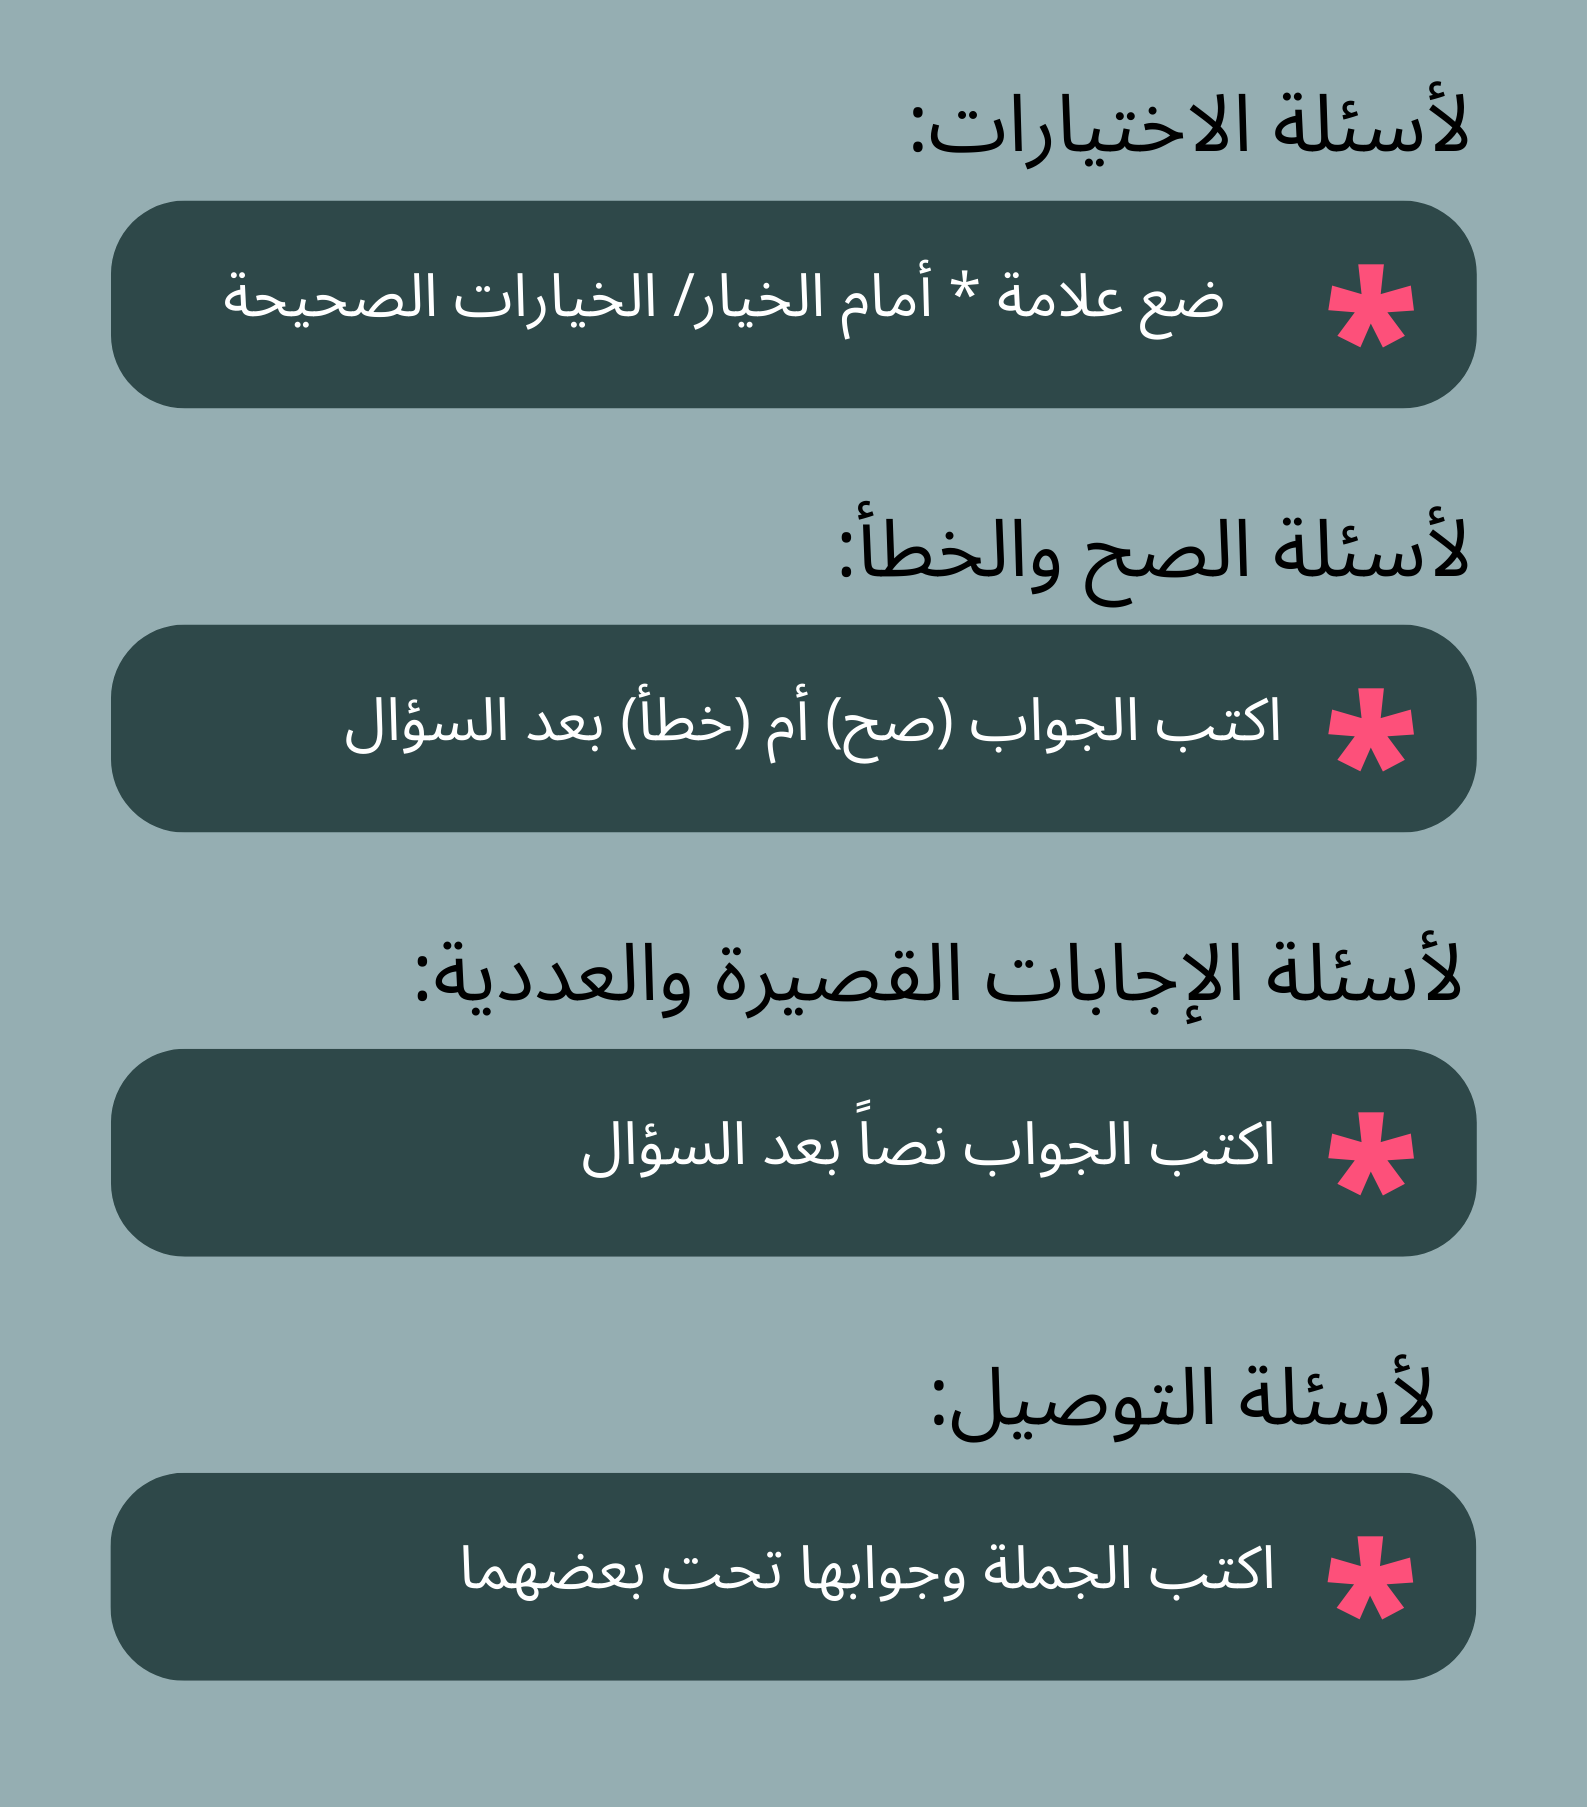 لأسئلة الاختيارات:
ضع علامة * أمام الخيار/ الخيارات الصحيحة
لأسئلة الصح والخطأ:
اكتب الجواب (صح) أم (خطأ) بعد السؤال
لأسئلة الإجابات القصيرة والعددية:
اكتب الجواب نصاً بعد السؤال
لأسئلة التوصيل:
اكتب الجملة وجوابها تحت بعضهما